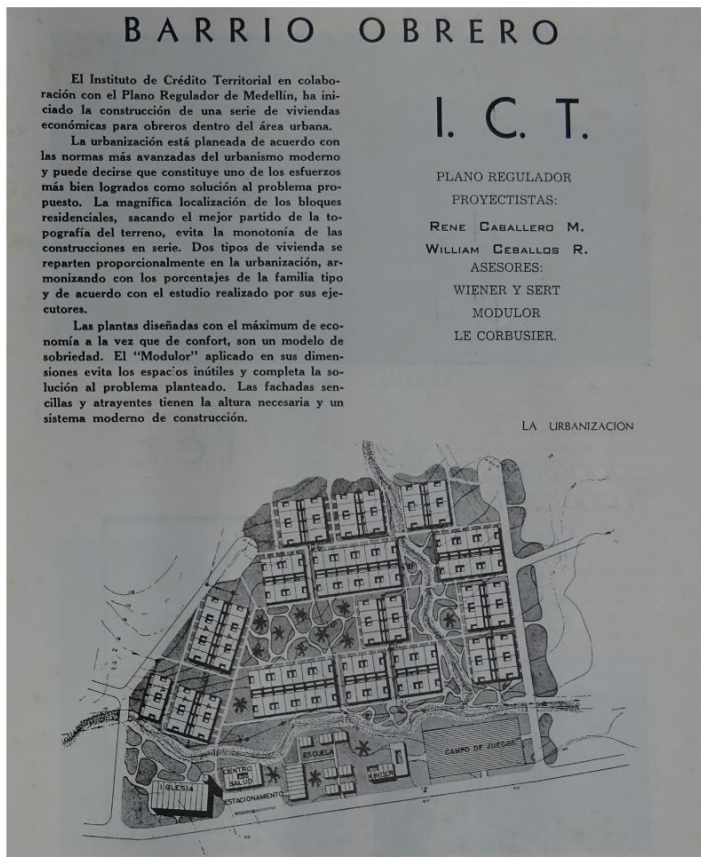 BARRIO OBRERO
El Instituto de Crédito Territorial en colabo-
ración con el Plano Regulador de Medellín, ha ini-
ciado la construcción de una serie de viviendas
económicas para obreros dentro del área urbana.
La urbanización está planeada de acuerdo con
las normas más avanzadas del urbanismo moderno
y puede decirse que constituye uno de los esfuerzos
más bien logrados como solución al problema pro-
puesto. La magnífica localización de los bloques
residenciales, sacando el mejor partido de la to-
pografía del terreno, evita la monotonía de las
construcciones en serie. Dos tipos de vivienda se
reparten proporcionalmente en la urbanización, ar-
monizando con los porcentajes de la familia tipo
y de acuerdo con el estudio realizado por sus eje-
cutores.
Las plantas diseñadas con el máximum de eco-
nomía a la vez que de confort, son un modelo de
sobriedad. El "Modulor" aplicado en sus dimen-
siones evita los espacios inútiles y completa la so-
lución al problema planteado. Las fachadas sen-
cillas y atrayentes tienen la altura necesaria y un
sistema moderno de construcción.
I. C. T.
PLANO REGULADOR
PROYECTISTAS:
RENE CABALLERO M.
WILLIAM CEBALLOS R.
ASESORES:
WIENER Y SERT
MODULOR
LE CORBUSIER.
LA URBANIZACION
ESCUELA
CAMPO DE JUEGOS
CENTRO
SALUD
KINDER
IGLESIA
ESTACIONAMIENTO